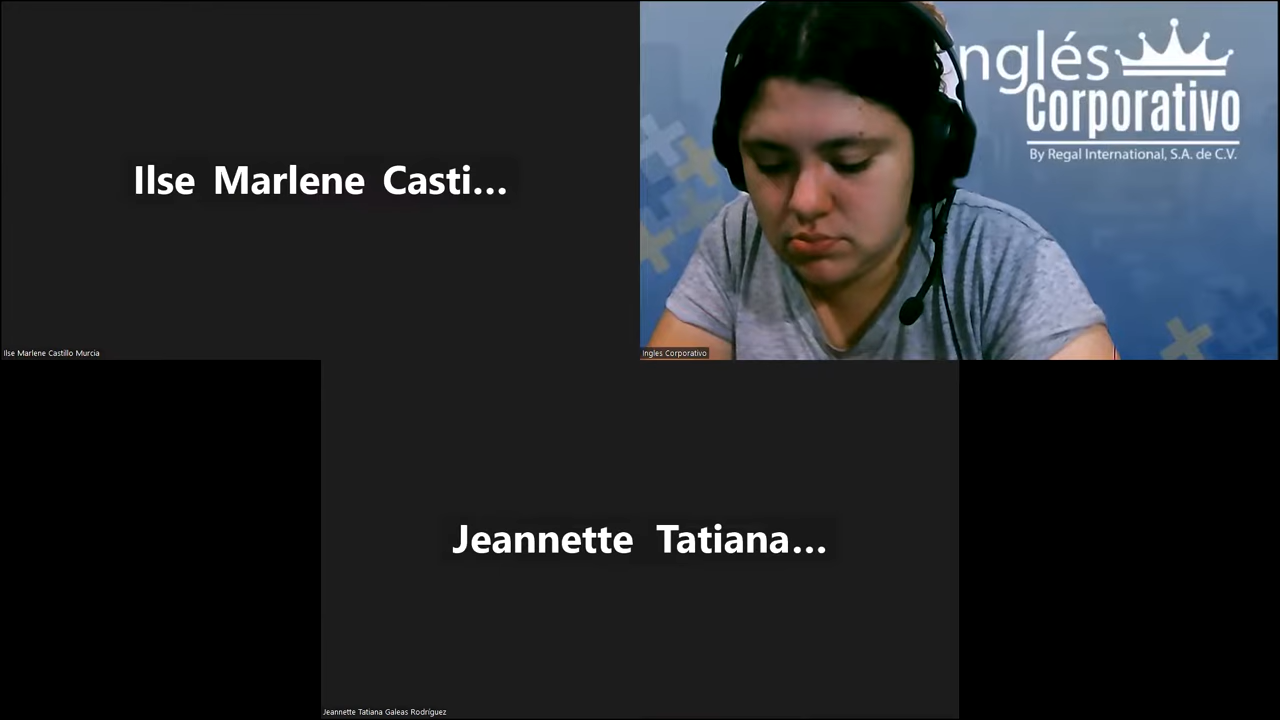 Ilse Marlene Casti...
Ilse Marlene Castillo Murcia
nglés
Corporativo
By Regal International, S.A. de C.V.
Ingles Corporativo
Jeannette Tatiana...
Jeannette Tatiana Galeas Rodríguez